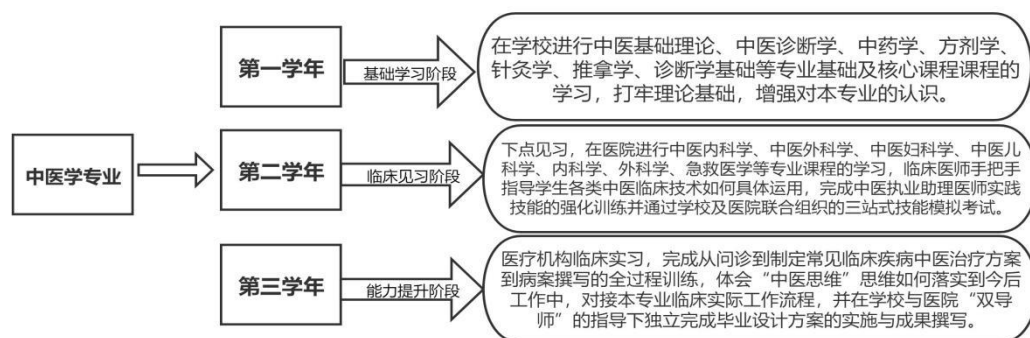 中医学专业
第一学年
基础学习阶段
在学校进行中医基础理论、中医诊断学、中药学、方剂学、
针灸学、推拿学、诊断学基础等专业基础及核心课程课程的
学习，打牢理论基础，增强对本专业的认识。
第二学年
临床见习阶段
下点见习，在医院进行中医内科学、中医外科学、中医妇科学、中医儿
科学、内科学、外科学、急救医学等专业课程的学习，临床医师手把手
指导学生各类中医临床技术如何具体运用，完成中医执业助理医师实践
技能的强化训练并通过学校及医院联合组织的三站式技能模拟考试。
第三学年
能力提升阶段
医疗机构临床实习，完成从问诊到制定常见临床疾病中医治疗方案
到病案撰写的全过程训练，体会“中医思维”思维如何落实到今后
工作中，对接本专业临床实际工作流程，并在学校与医院“双导
师”的指导下独立完成毕业设计方案的实施与成果撰写。